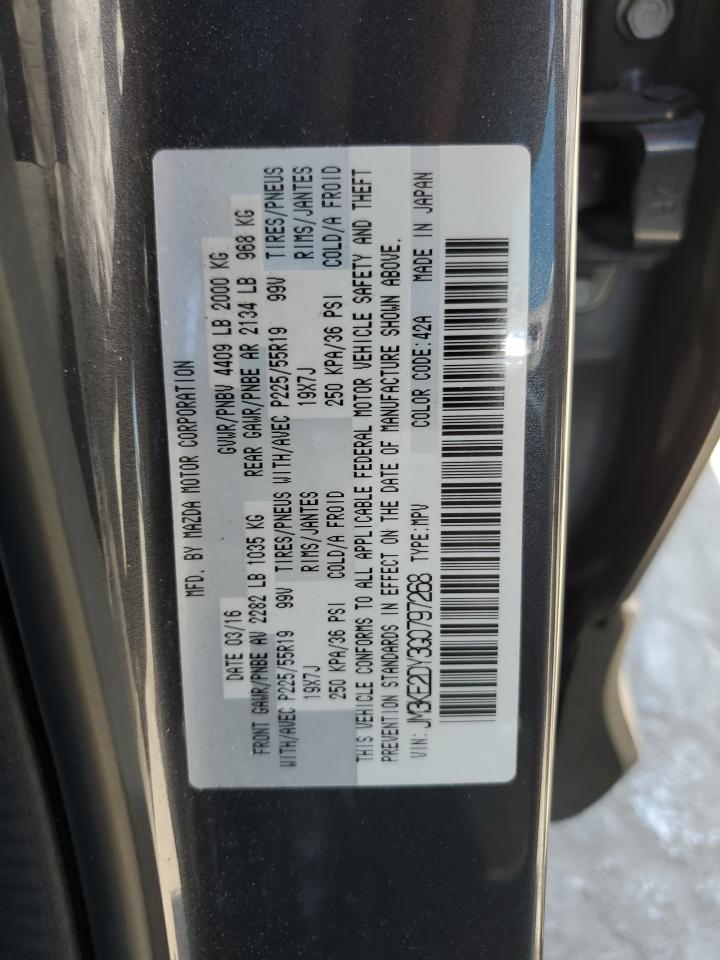 MFD. BY MAZDA MOTOR CORPORATION
DATE 03/16 GVWR/PNBV 4409 LB 2000 KG
FRONT GAWR/PNBE AV 2282 LB 1035 KG REAR GAWR/PNBE AR 2134 LB 968 KG
WITH/AVEC P225/55R19 99V TIRES/PNEUS WITH/AVEC P225/55R19 99V TIRES/PNEUS
19X7J RIMS/JANTES 19X7J RIMS/JANTES
250 KPA/36 PSI COLD/A FROID 250 KPA/36 PSI COLD/A FROID
THIS VEHICLE CONFORMS TO ALL APPLICABLE FEDERAL MOTOR VEHICLE SAFETY AND THEFT
PREVENTION STANDARDS IN EFFECT ON THE DATE OF MANUFACTURE SHOWN ABOVE.
VIN: JM3KE2DY3G0797268 TYPE:MPV COLOR CODE:42A MADE IN JAPAN